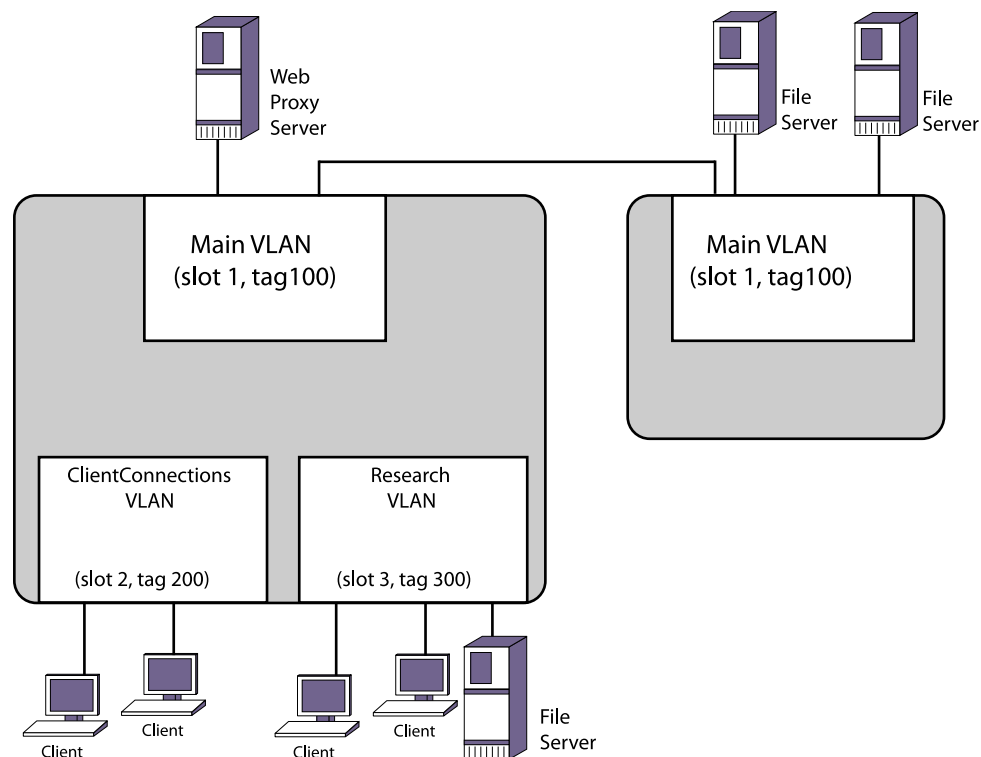 Web
Proxy
Server
File
Server
File
Server
Main VLAN
(slot 1, tag100)
Main VLAN
(slot 1, tag100)
ClientConnections
VLAN
(slot 2, tag 200)
Research
VLAN
(slot 3, tag 300)
Client
Client
Client
Client
File
Server